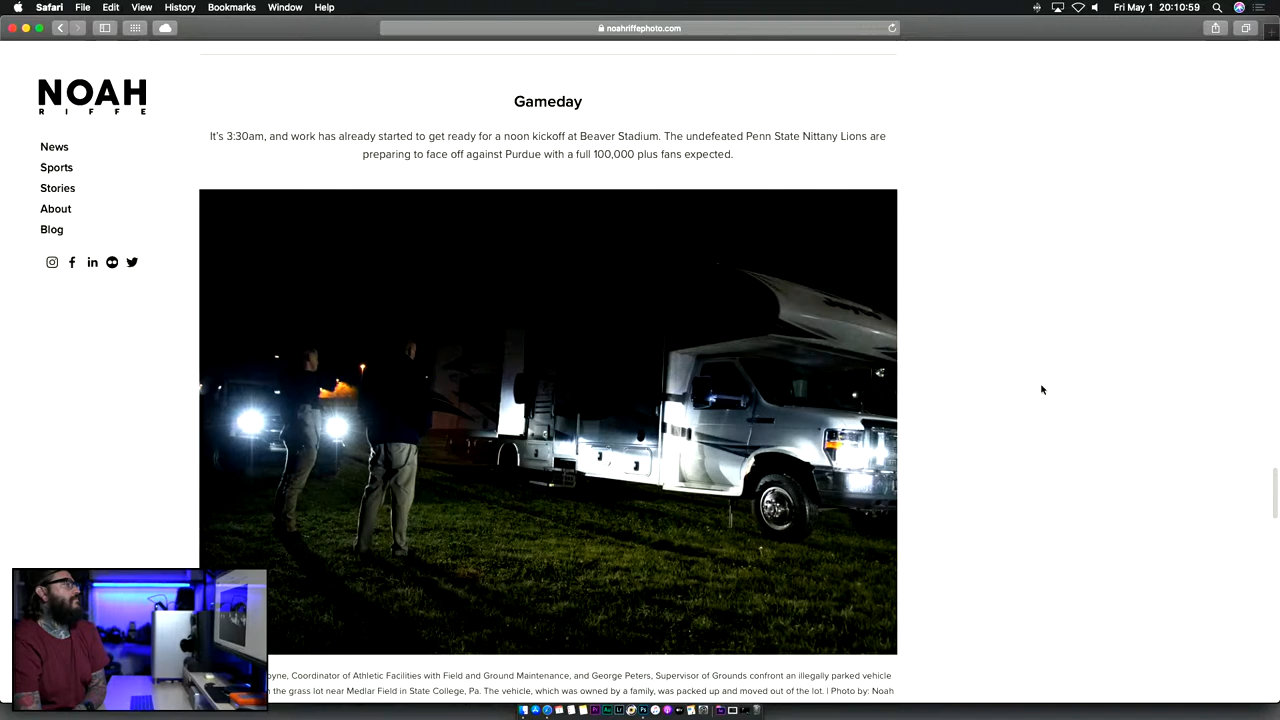 Safari File Edit View History Bookmarks Window Help Fri May 1 20:10:59
noahriffephoto.com
NOAH
RIFFE
News
Sports
Stories
About
Blog
Gameday
It's 3:30am, and work has already started to get ready for a noon kickoff at Beaver Stadium. The undefeated Penn State Nittany Lions are
preparing to face off against Purdue with a full 100,000 plus fans expected.
Coordinator of Athletic Facilities with Field and Ground Maintenance, and George Peters, Supervisor of Grounds confront an illegally parked vehicle
the grass lot near Medlar Field in State College, Pa. The vehicle, which was owned by a family, was packed up and moved out of the lot. | Photo by: Noah